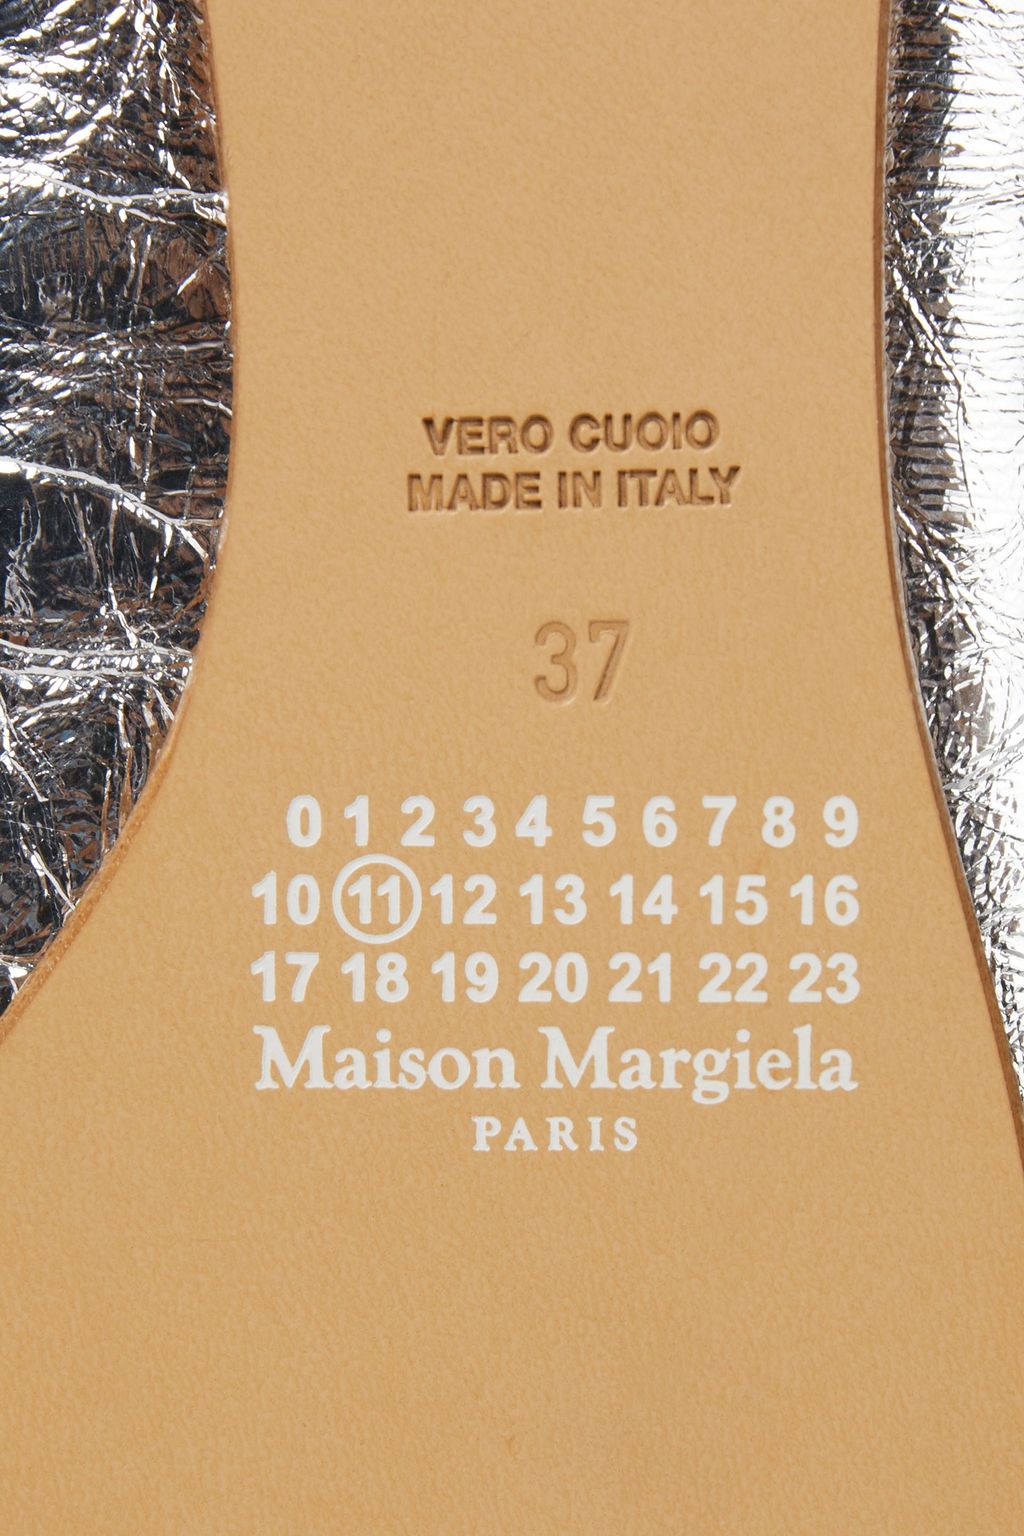 VERO CUOIO
MADE IN ITALY
37
0 1 2 3 4 5 6 7 8 9
10 11 12 13 14 15 16
17 18 19 20 21 22 23
Maison Margiela
PARIS